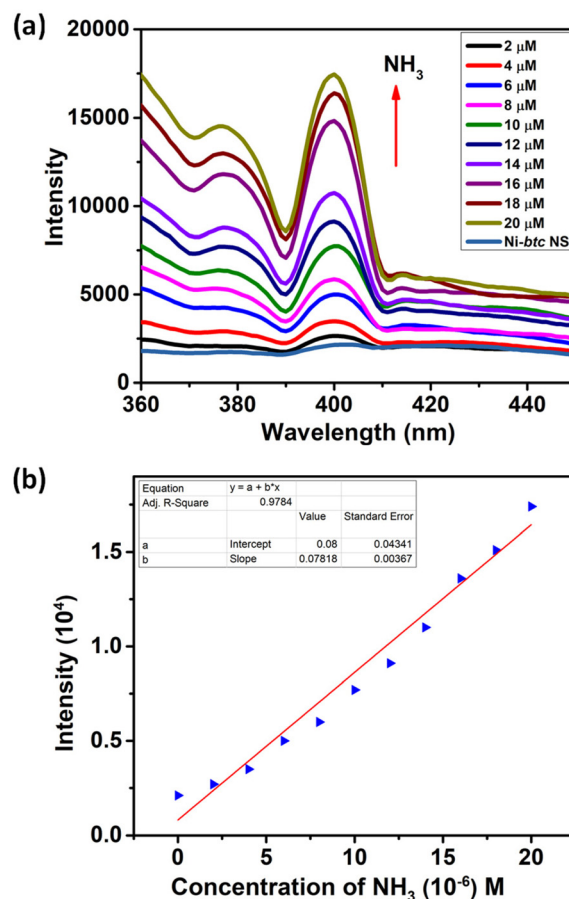 (a)
20000
15000
10000
5000
0
Intensity
NH3
2 μM
4 μM
6 μM
8 μM
10 μM
12 μM
14 μM
16 μM
18 μM
20 μM
Ni-btc NS
360 380 400 420 440
Wavelength (nm)
(b)
Equation y = a + b*x
Adj. R-Square 0.9784
Value Standard Error
a Intercept 0.08 0.04341
b Slope 0.07818 0.00367
1.5
1.0
0.5
0.0
Intensity (10⁴)
0 5 10 15 20
Concentration of NH₃ (10⁻⁶) M